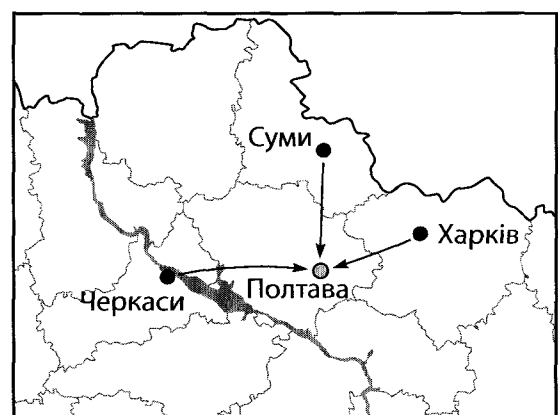 Суми
Харків
Полтава
Черкаси